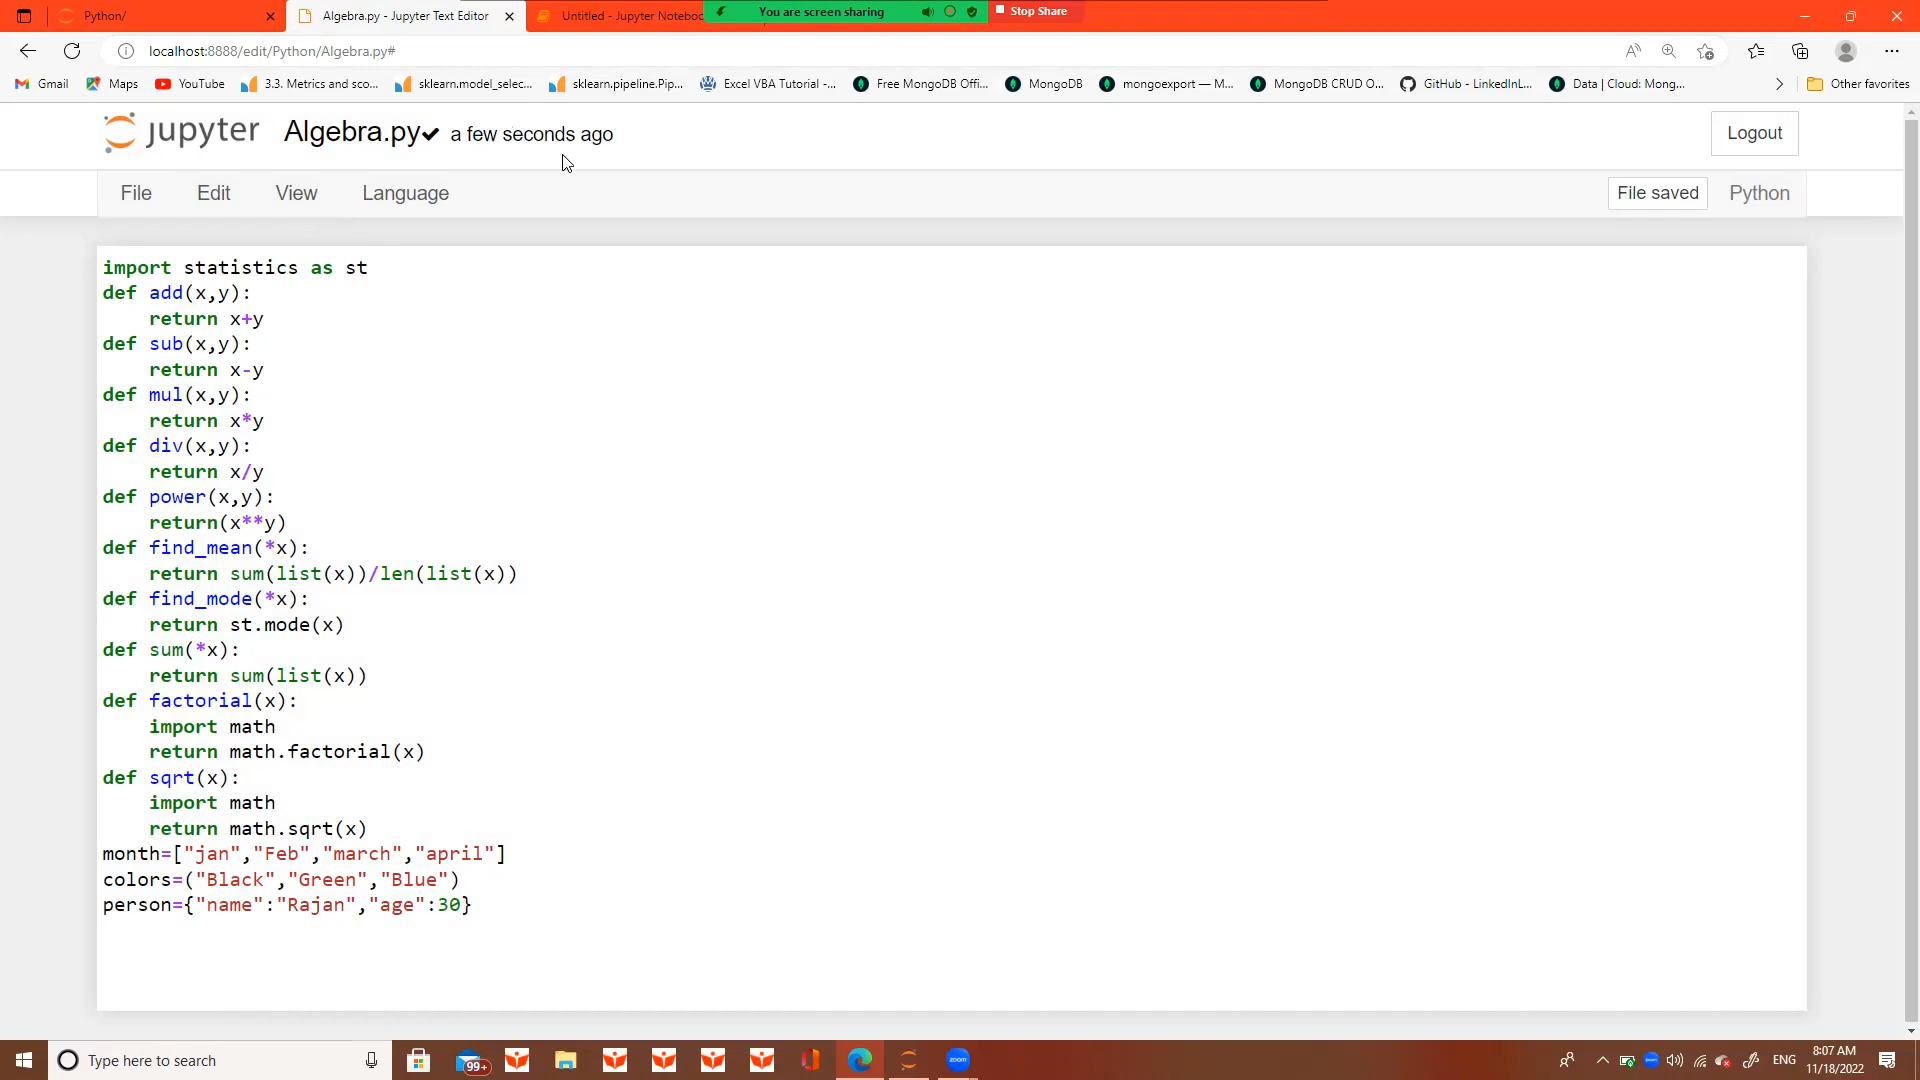 Python/
Algebra.py - Jupyter Text Editor
Untitled - Jupyter Noteboo
You are screen sharing
Stop Share
localhost:8888/edit/Python/Algebra.py#
Gmail
Maps
YouTube
3.3. Metrics and sco...
sklearn.model_selec...
sklearn.pipeline.Pip...
Excel VBA Tutorial -...
Free MongoDB Offi...
MongoDB
mongoexport — M...
MongoDB CRUD O...
GitHub - LinkedInL...
Data | Cloud: Mong...
Other favorites
jupyter
Algebra.py
a few seconds ago
Logout
File
Edit
View
Language
File saved
Python
import statistics as st
def add(x,y):
    return x+y
def sub(x,y):
    return x-y
def mul(x,y):
    return x*y
def div(x,y):
    return x/y
def power(x,y):
    return(x**y)
def find_mean(*x):
    return sum(list(x))/len(list(x))
def find_mode(*x):
    return st.mode(x)
def sum(*x):
    return sum(list(x))
def factorial(x):
    import math
    return math.factorial(x)
def sqrt(x):
    import math
    return math.sqrt(x)
month=["jan","Feb","march","april"]
colors=("Black","Green","Blue")
person={"name":"Rajan","age":30}
Type here to search
99+
zoom
ENG
8:07 AM
11/18/2022